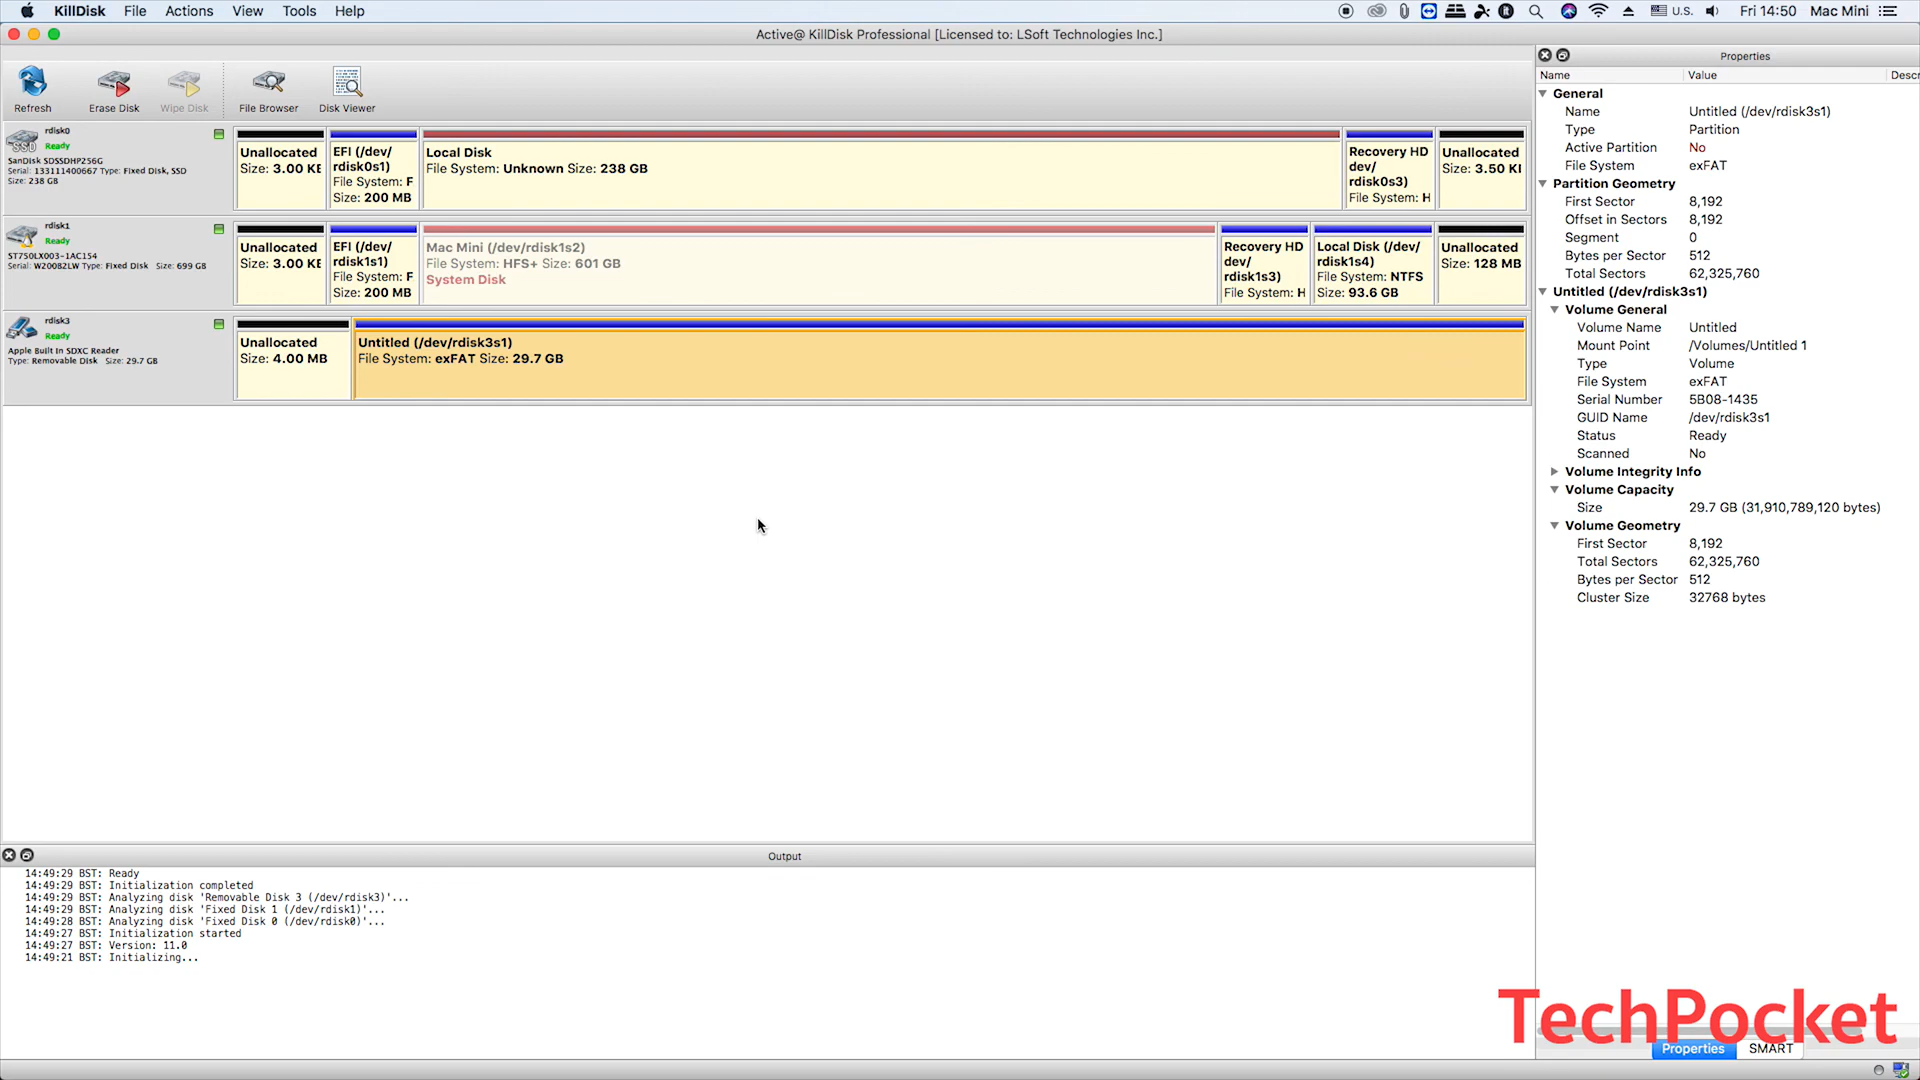 KillDisk File Actions View Tools Help U.S. Fri 14:50 Mac Mini
Active@ KillDisk Professional [Licensed to: LSoft Technologies Inc.]
Refresh Erase Disk Wipe Disk File Browser Disk Viewer
rdisk0
Ready
SSD
SanDisk SDSSDHP256G
Serial: 133111400667 Type: Fixed Disk, SSD
Size: 238 GB
Unallocated
Size: 3.00 KE
EFI (/dev/
rdisk0s1)
File System: F
Size: 200 MB
Local Disk
File System: Unknown Size: 238 GB
Recovery HD
dev/
rdisk0s3)
File System: H
Unallocated
Size: 3.50 KI
rdisk1
Ready
ST750LX003-1AC154
Serial: W20082LW Type: Fixed Disk Size: 699 GB
Unallocated
Size: 3.00 KE
EFI (/dev/
rdisk1s1)
File System: F
Size: 200 MB
Mac Mini (/dev/rdisk1s2)
File System: HFS+ Size: 601 GB
System Disk
Recovery HD
dev/
rdisk1s3)
File System: H
Local Disk (/dev/
rdisk1s4)
File System: NTFS
Size: 93.6 GB
Unallocated
Size: 128 MB
rdisk3
Ready
Apple Built In SDXC Reader
Type: Removable Disk Size: 29.7 GB
Unallocated
Size: 4.00 MB
Untitled (/dev/rdisk3s1)
File System: exFAT Size: 29.7 GB
Output
14:49:29 BST: Ready
14:49:29 BST: Initialization completed
14:49:29 BST: Analyzing disk 'Removable Disk 3 (/dev/rdisk3)'...
14:49:29 BST: Analyzing disk 'Fixed Disk 1 (/dev/rdisk1)'...
14:49:28 BST: Analyzing disk 'Fixed Disk 0 (/dev/rdisk0)'...
14:49:27 BST: Initialization started
14:49:27 BST: Version: 11.0
14:49:21 BST: Initializing...
Properties
Name Value Descr
General
Name Untitled (/dev/rdisk3s1)
Type Partition
Active Partition No
File System exFAT
Partition Geometry
First Sector 8,192
Offset in Sectors 8,192
Segment 0
Bytes per Sector 512
Total Sectors 62,325,760
Untitled (/dev/rdisk3s1)
Volume General
Volume Name Untitled
Mount Point /Volumes/Untitled 1
Type Volume
File System exFAT
Serial Number 5B08-1435
GUID Name /dev/rdisk3s1
Status Ready
Scanned No
Volume Integrity Info
Volume Capacity
Size 29.7 GB (31,910,789,120 bytes)
Volume Geometry
First Sector 8,192
Total Sectors 62,325,760
Bytes per Sector 512
Cluster Size 32768 bytes
TechPocket
Properties SMART